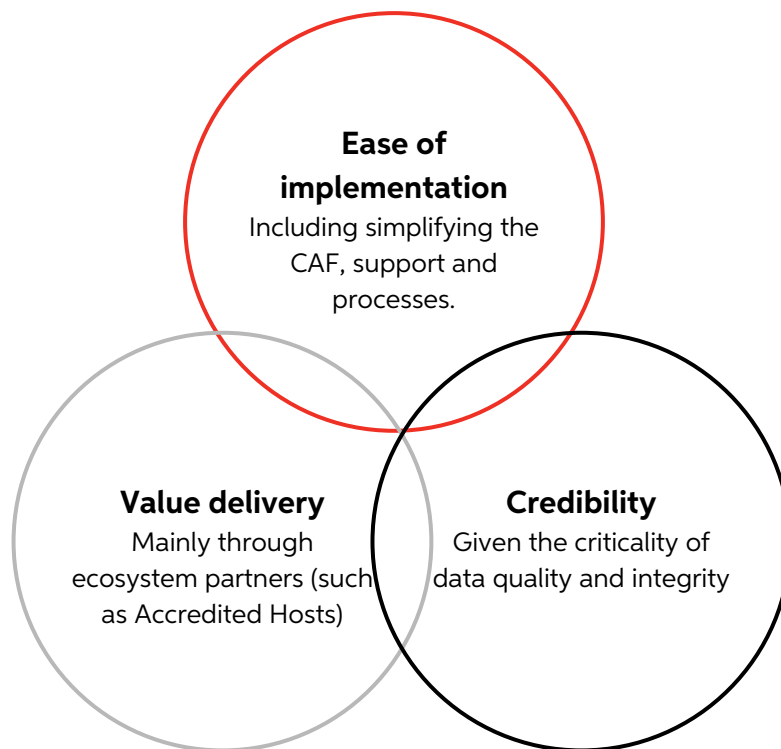 Ease of
implementation
Including simplifying the
CAF, support and
processes.
Value delivery
Mainly through
ecosystem partners (such
as Accredited Hosts)
Credibility
Given the criticality of
data quality and integrity